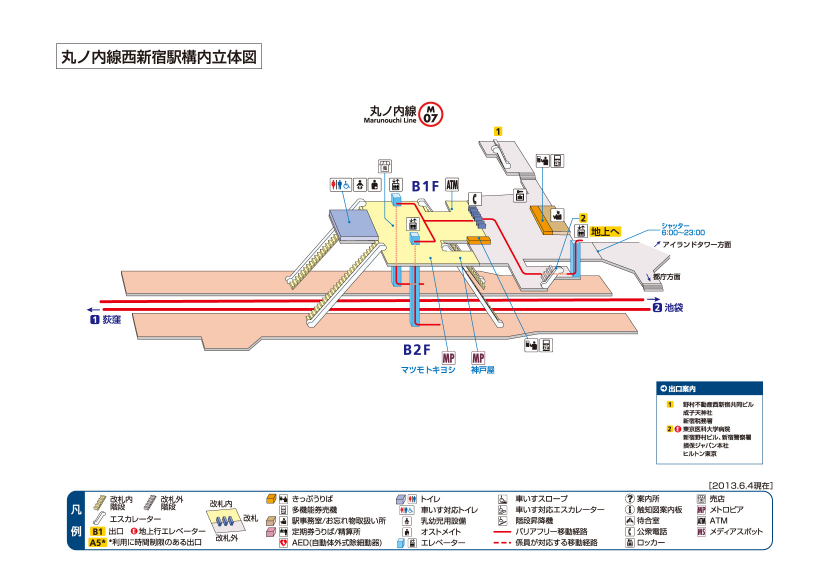 丸ノ内線西新宿駅構内立体図
丸ノ内線
Marunouchi Line
M
07
1
B1F
ATM
2
地上へ
シャッター
6:00~23:00
アイランドタワー方面
都庁方面
2 池袋
1 荻窪
B2F
MP
マツモトキヨシ
MP
神戸屋
出口案内
1 野村不動産西新宿共同ビル
成子天神社
新宿税務署
2 東京医科大学病院
新宿野村ビル、新宿警察署
損保ジャパン本社
ヒルトン東京
[2013.6.4現在]
凡例
改札内
階段
改札外
階段
エスカレーター
B1 出口
地上行エレベーター
A5* *利用に時間制限のある出口
改札内
改札
改札外
きっぷうりば
多機能券売機
駅事務室/お忘れ物取扱い所
定期券うりば/精算所
AED(自動体外式除細動器)
トイレ
車いす対応トイレ
乳幼児用設備
オストメイト
エレベーター
車いすスロープ
車いす対応エスカレーター
階段昇降機
バリアフリー移動経路
係員が対応する移動経路
案内所
触知図案内板
待合室
公衆電話
ロッカー
売店
MP メトロピア
ATM ATM
MS メディアスポット